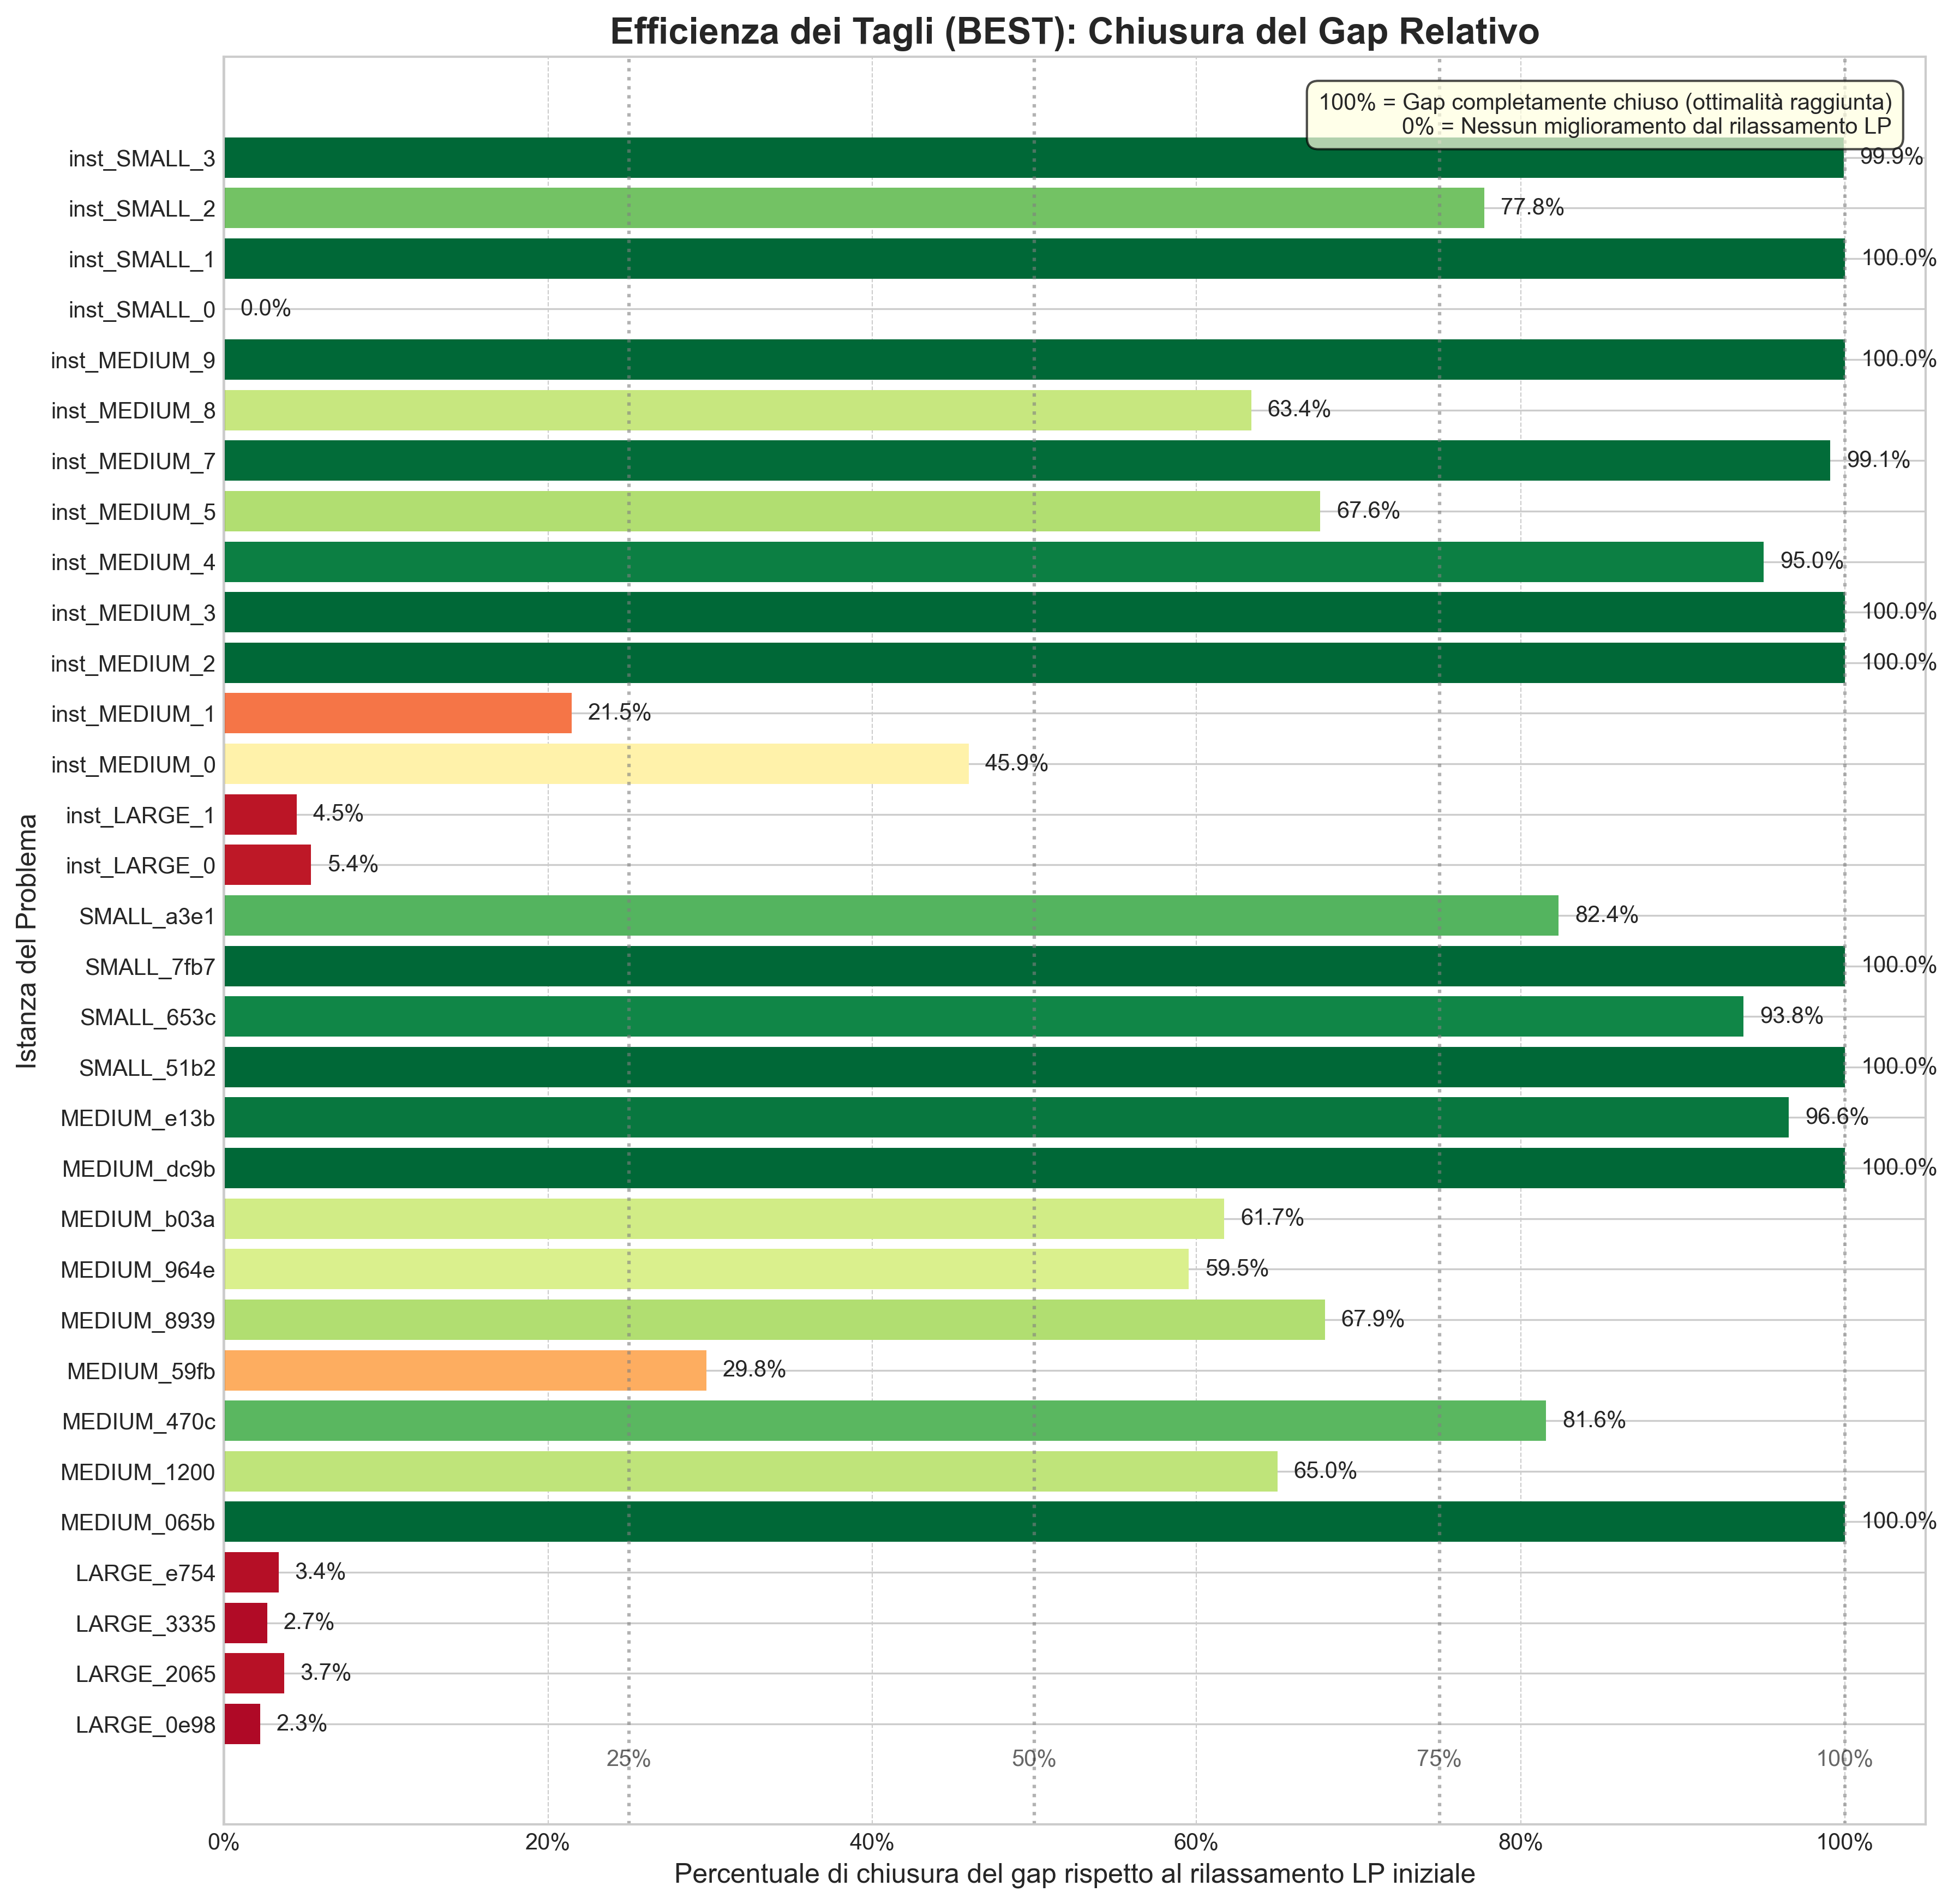 Efficienza dei Tagli (BEST): Chiusura del Gap Relativo
100% = Gap completamente chiuso (ottimalità raggiunta)
0% = Nessun miglioramento dal rilassamento LP
Istanza del Problema
inst_SMALL_3 99.9%
inst_SMALL_2 77.8%
inst_SMALL_1 100.0%
inst_SMALL_0 0.0%
inst_MEDIUM_9 100.0%
inst_MEDIUM_8 63.4%
inst_MEDIUM_7 99.1%
inst_MEDIUM_5 67.6%
inst_MEDIUM_4 95.0%
inst_MEDIUM_3 100.0%
inst_MEDIUM_2 100.0%
inst_MEDIUM_1 21.5%
inst_MEDIUM_0 45.9%
inst_LARGE_1 4.5%
inst_LARGE_0 5.4%
SMALL_a3e1 82.4%
SMALL_7fb7 100.0%
SMALL_653c 93.8%
SMALL_51b2 100.0%
MEDIUM_e13b 96.6%
MEDIUM_dc9b 100.0%
MEDIUM_b03a 61.7%
MEDIUM_964e 59.5%
MEDIUM_8939 67.9%
MEDIUM_59fb 29.8%
MEDIUM_470c 81.6%
MEDIUM_1200 65.0%
MEDIUM_065b 100.0%
LARGE_e754 3.4%
LARGE_3335 2.7%
LARGE_2065 3.7%
LARGE_0e98 2.3%
25% 50% 75% 100%
0% 20% 40% 60% 80% 100%
Percentuale di chiusura del gap rispetto al rilassamento LP iniziale